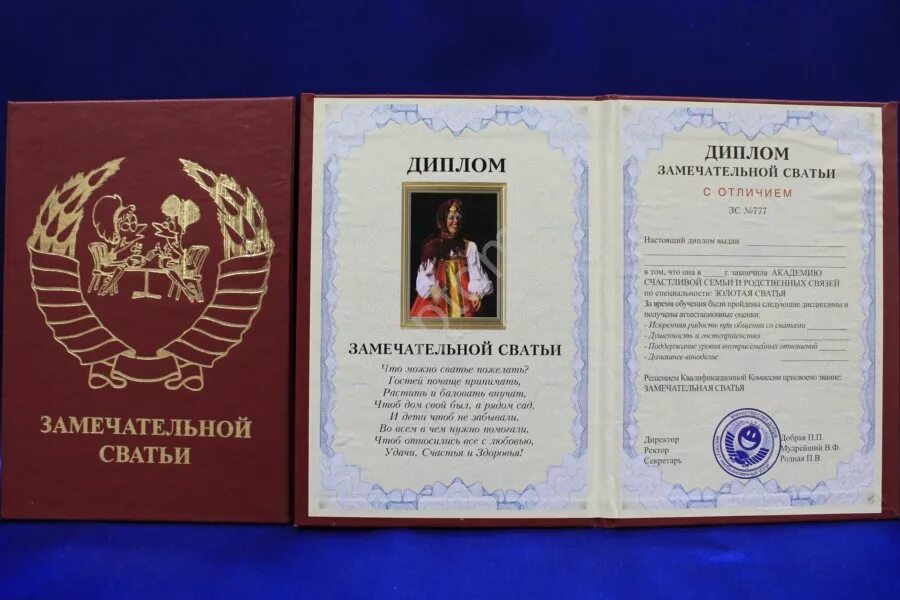 ЗАМЕЧАТЕЛЬНОЙ
СВАТЬИ
ДИПЛОМ
ЗАМЕЧАТЕЛЬНОЙ СВАТЬИ
Что можно сватье пожелать?
Гостей почаще принимать,
Растить и баловать внучат,
Чтоб дом свой был, а рядом сад,
И дети чтоб не забывали,
Во всем в чем нужно помогали,
Чтоб относились все с любовью,
Удачи, Счастья и Здоровья!
ДИПЛОМ
ЗАМЕЧАТЕЛЬНОЙ СВАТЬИ
С ОТЛИЧИЕМ
ЗС №777
Настоящий диплом выдан
в том, что она в ____ г. закончила АКАДЕМИЮ
СЧАСТЛИВОЙ СЕМЬИ И РОДСТВЕННЫХ СВЯЗЕЙ
по специальности: ЗОЛОТАЯ СВАТЬЯ
За время обучения были пройдены следующие дисциплины и
получены аттестационные оценки:
- Искренняя радость при общении со сватами
- Душевность и гостеприимство
- Поддержание уровня внутрисемейных отношений
- Домашнее виноделие
Решением Квалификационной Комиссии присвоено звание:
ЗАМЕЧАТЕЛЬНАЯ СВАТЬЯ
Директор Добрая П.П.
Ректор Мудрейший В.Ф.
Секретарь Родная П.В.